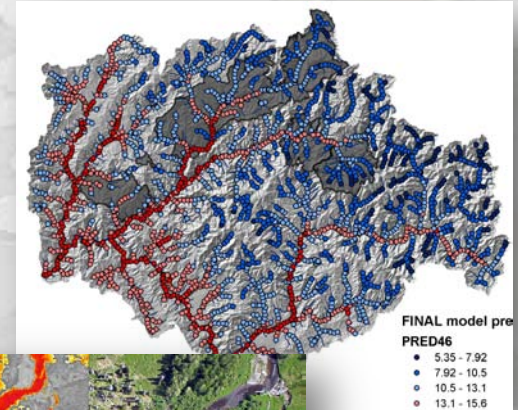 FINAL model pre
PRED46
5.35 - 7.92
7.92 - 10.5
10.5 - 13.1
13.1 - 15.6